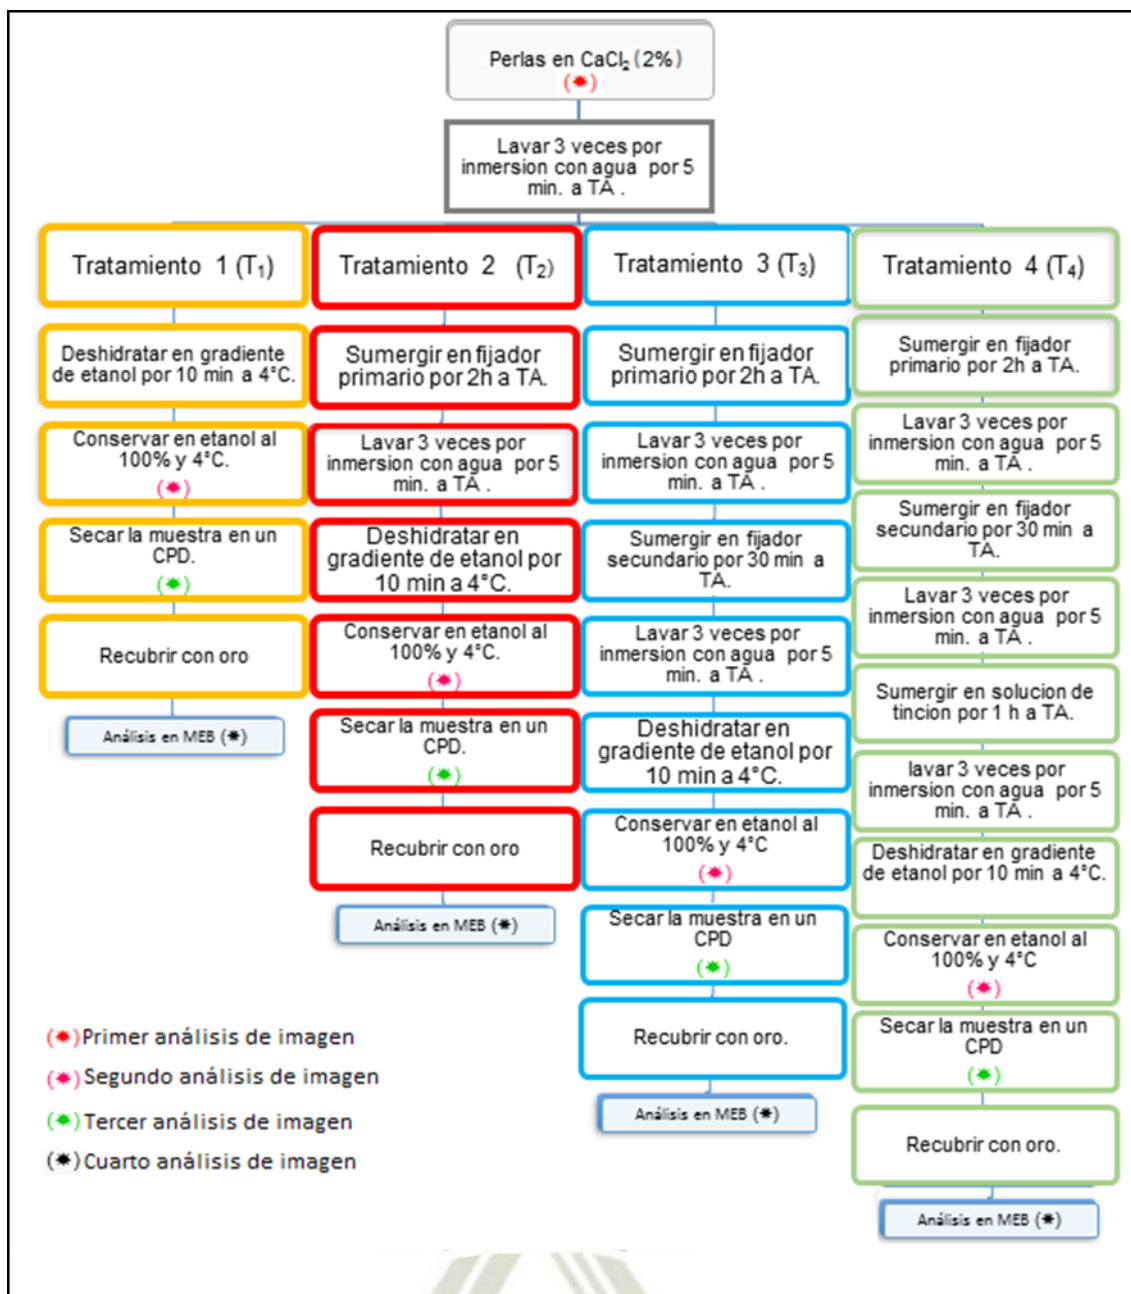 Perlas en CaCl₂ (2%)
(✷)
Lavar 3 veces por
inmersion con agua por 5
min. a TA .
Tratamiento 1 (T₁)
Deshidratar en gradiente
de etanol por 10 min a 4°C.
Conservar en etanol al
100% y 4°C.
(✷)
Secar la muestra en un
CPD.
(✷)
Recubrir con oro
Análisis en MEB (✷)
Tratamiento 2 (T₂)
Sumergir en fijador
primario por 2h a TA.
Lavar 3 veces por
inmersion con agua por 5
min. a TA .
Deshidratar en
gradiente de etanol por
10 min a 4°C.
Conservar en etanol al
100% y 4°C.
(✷)
Secar la muestra en un
CPD.
(✷)
Recubrir con oro
Análisis en MEB (✷)
Tratamiento 3 (T₃)
Sumergir en fijador
primario por 2h a TA.
Lavar 3 veces por
inmersion con agua por 5
min. a TA .
Sumergir en fijador
secundario por 30 min a
TA.
Lavar 3 veces por
inmersion con agua por 5
min. a TA .
Deshidratar en
gradiente de etanol por
10 min a 4°C.
Conservar en etanol al
100% y 4°C
(✷)
Secar la muestra en un
CPD
(✷)
Recubrir con oro.
Análisis en MEB (✷)
Tratamiento 4 (T₄)
Sumergir en fijador
primario por 2h a TA.
Lavar 3 veces por
inmersion con agua por 5
min. a TA .
Sumergir en fijador
secundario por 30 min a
TA.
Lavar 3 veces por
inmersion con agua por 5
min. a TA .
Sumergir en solucion de
tincion por 1 h a TA.
lavar 3 veces por
inmersion con agua por 5
min. a TA .
Deshidratar en gradiente
de etanol por 10 min a 4°C.
Conservar en etanol al
100% y 4°C
(✷)
Secar la muestra en un
CPD
(✷)
Recubrir con oro.
Análisis en MEB (✷)
(✷) Primer análisis de imagen
(✷) Segundo análisis de imagen
(✷) Tercer análisis de imagen
(✷) Cuarto análisis de imagen